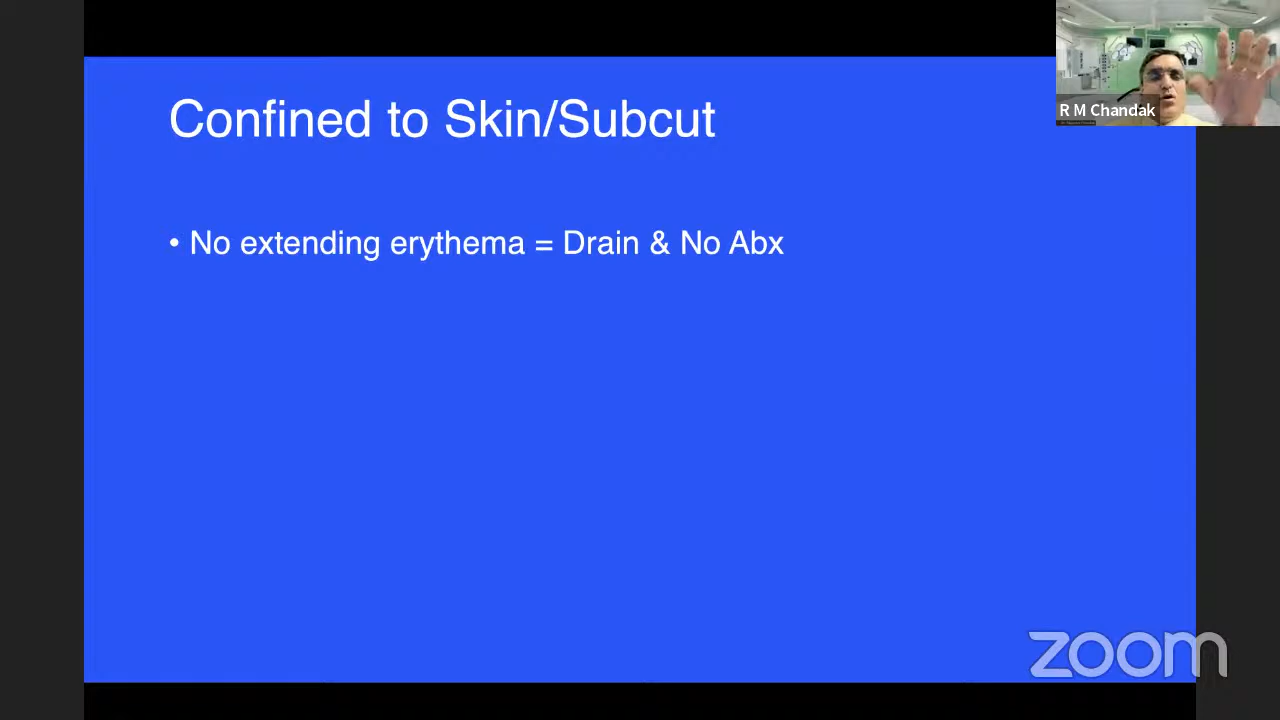 Confined to Skin/Subcut
R M Chandak
• No extending erythema = Drain & No Abx
zoom